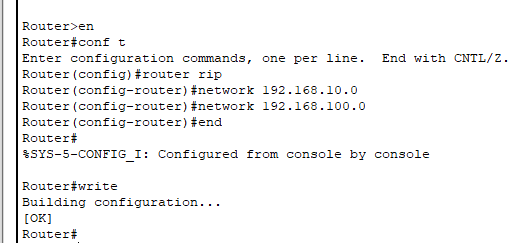 Router>en
Router#conf t
Enter configuration commands, one per line.  End with CNTL/Z.
Router(config)#router rip
Router(config-router)#network 192.168.10.0
Router(config-router)#network 192.168.100.0
Router(config-router)#end
Router#
%SYS-5-CONFIG_I: Configured from console by console

Router#write
Building configuration...
[OK]
Router#